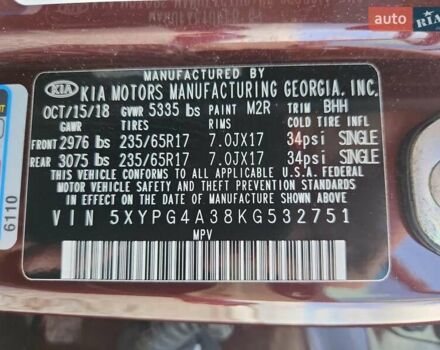 AUTO
RIA
MANUFACTURED BY
KIA KIA MOTORS MANUFACTURING GEORGIA, INC.
OCT/15/18 GVWR 5335 lbs PAINT M2R TRIM BHH
GAWR TIRES RIMS COLD TIRE INFL
FRONT 2976 lbs 235/65R17 7.0JX17 34psi SINGLE
REAR 3075 lbs 235/65R17 7.0JX17 34psi SINGLE
THIS VEHICLE CONFORMS TO ALL APPLICABLE U.S.A. FEDERAL
MOTOR VEHICLE SAFETY, BUMPER, AND THEFT PREVENTION
STANDARDS IN EFFECT ON THE DATE OF MANUFACTURE SHOWN ABOVE.
VIN 5XYPG4A38KG532751
MPV
6110